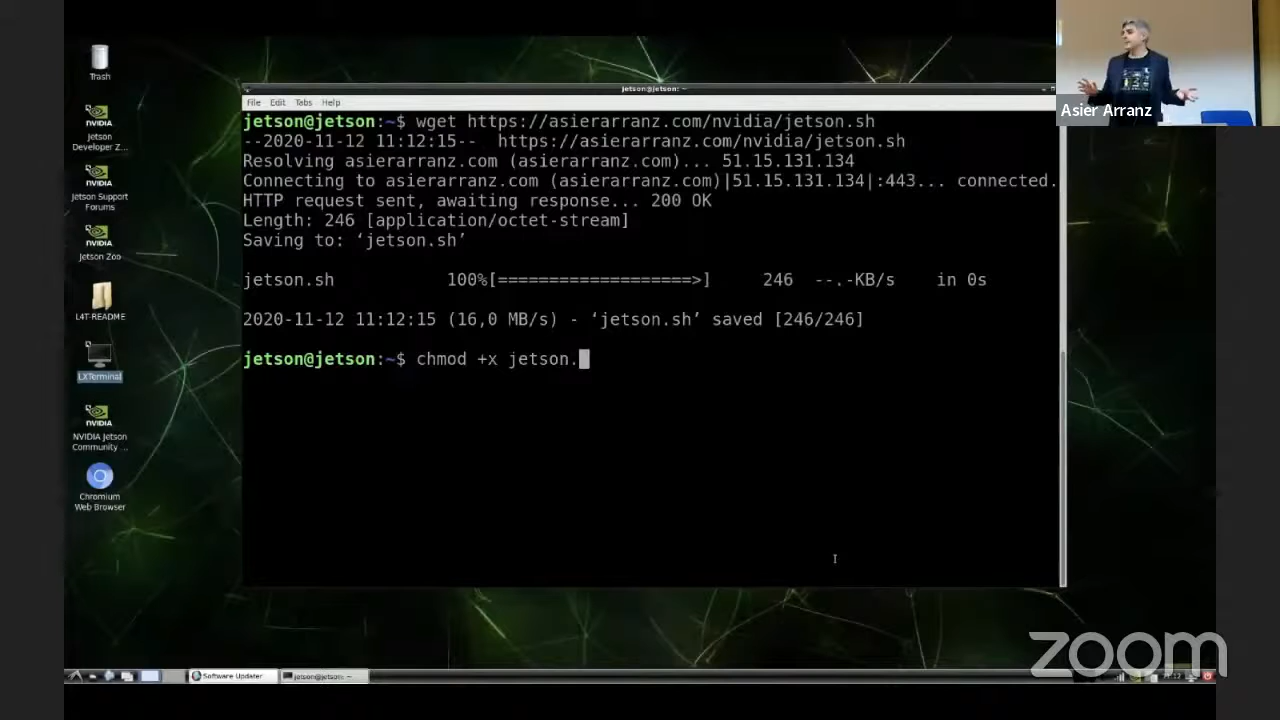 Trash
NVIDIA
Jetson
Developer Z...
NVIDIA
Jetson Support
Forums
NVIDIA
Jetson Zoo
L4T-README
LXTerminal
NVIDIA
NVIDIA Jetson
Community ...
Chromium
Web Browser
jetson@jetson: ~
File Edit Tabs Help
jetson@jetson:~$ wget https://asierarranz.com/nvidia/jetson.sh
--2020-11-12 11:12:15--  https://asierarranz.com/nvidia/jetson.sh
Resolving asierarranz.com (asierarranz.com)... 51.15.131.134
Connecting to asierarranz.com (asierarranz.com)|51.15.131.134|:443... connected.
HTTP request sent, awaiting response... 200 OK
Length: 246 [application/octet-stream]
Saving to: ‘jetson.sh’
jetson.sh 100%[===================>] 246 --.-KB/s in 0s
2020-11-12 11:12:15 (16,0 MB/s) - ‘jetson.sh’ saved [246/246]
jetson@jetson:~$ chmod +x jetson.
Asier Arranz
Software Updater
jetson@jetson: ~
zoom